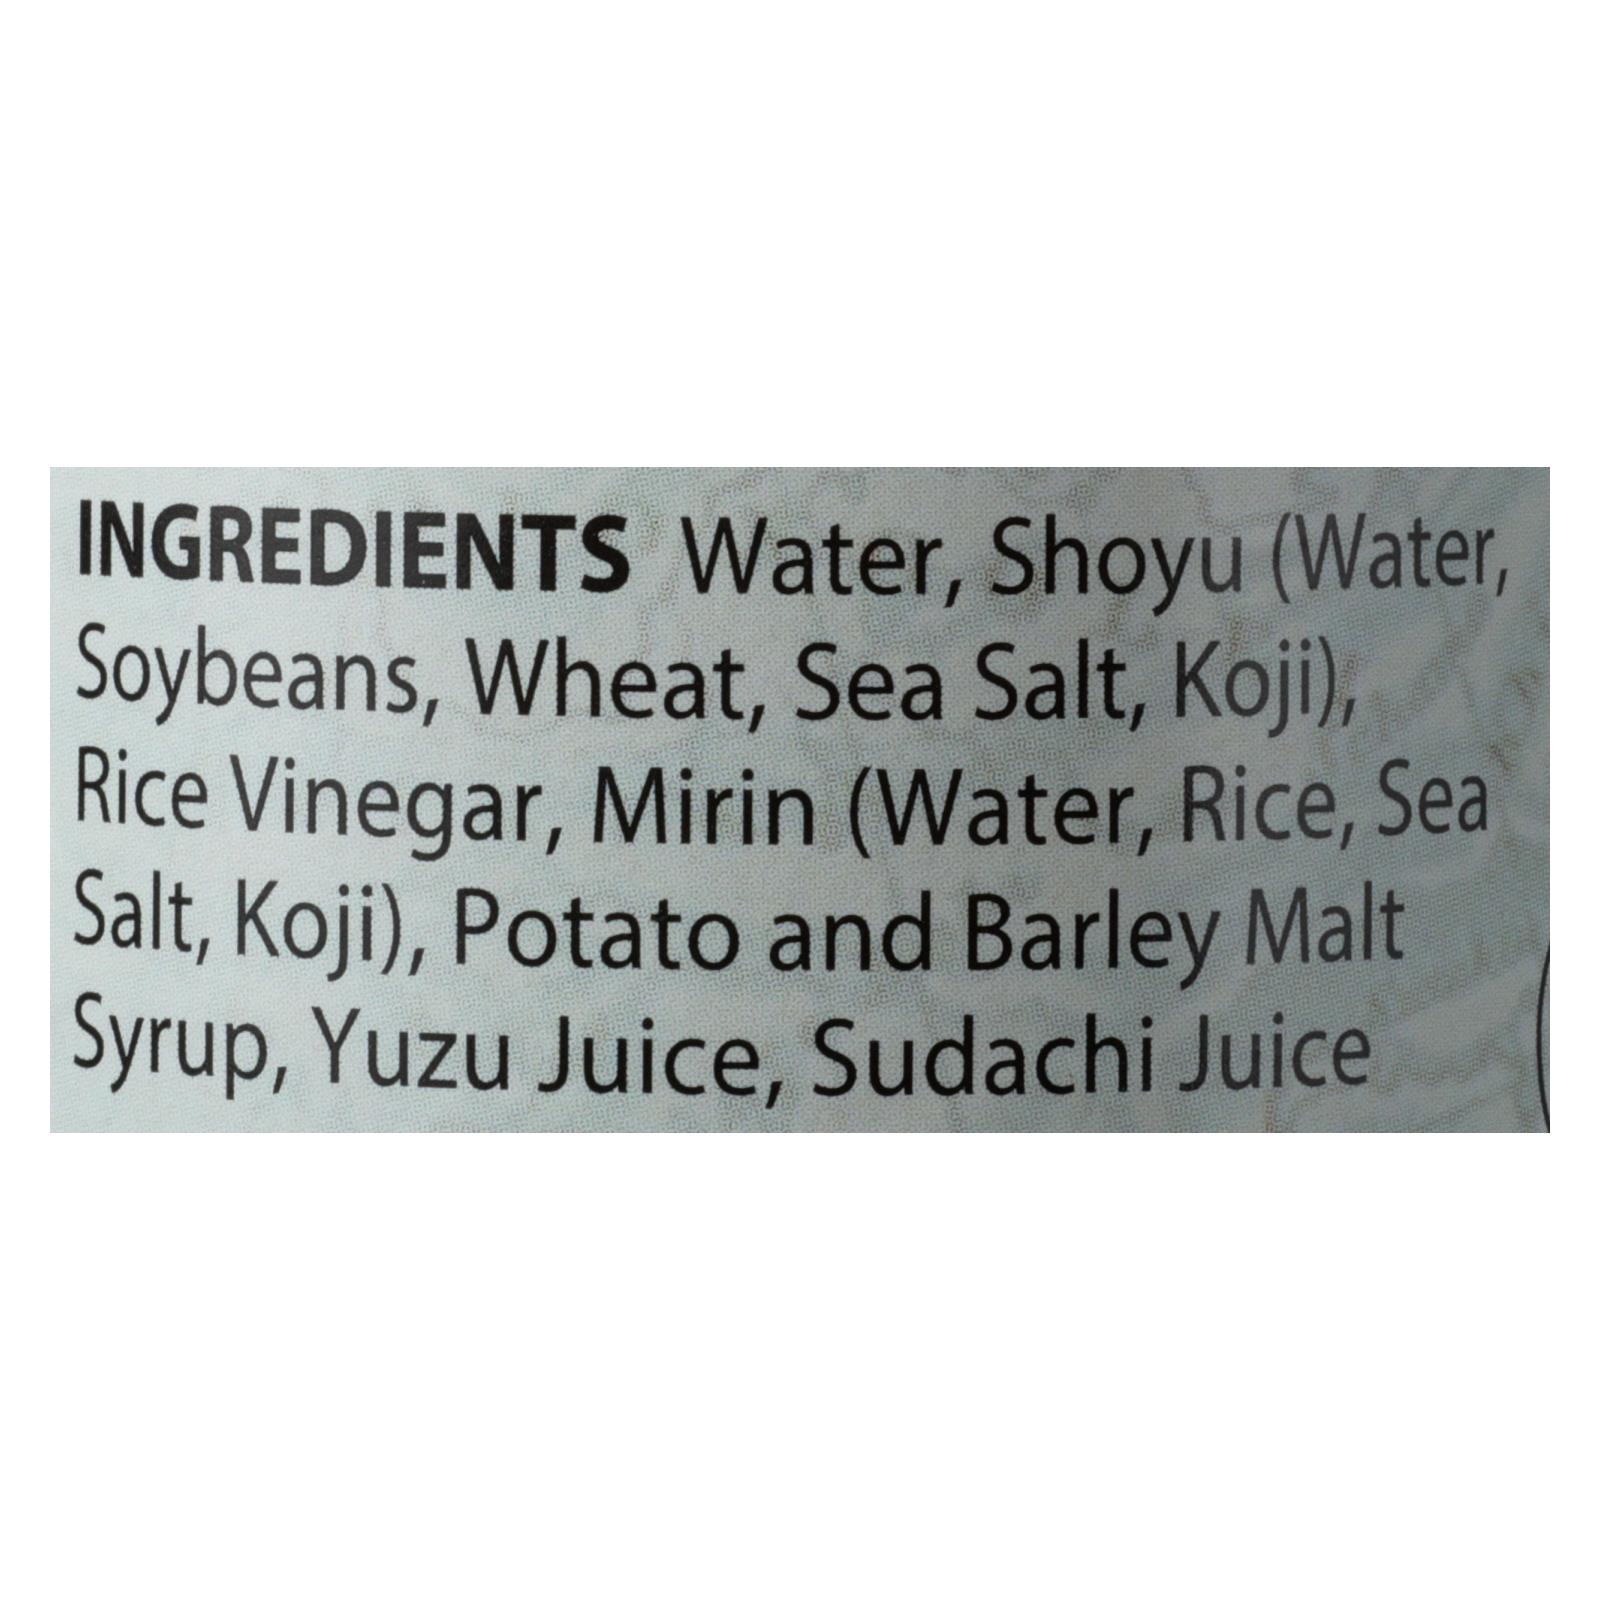 INGREDIENTS Water, Shoyu (Water,
Soybeans, Wheat, Sea Salt, Koji),
Rice Vinegar, Mirin (Water, Rice, Sea
Salt, Koji), Potato and Barley Malt
Syrup, Yuzu Juice, Sudachi Juice